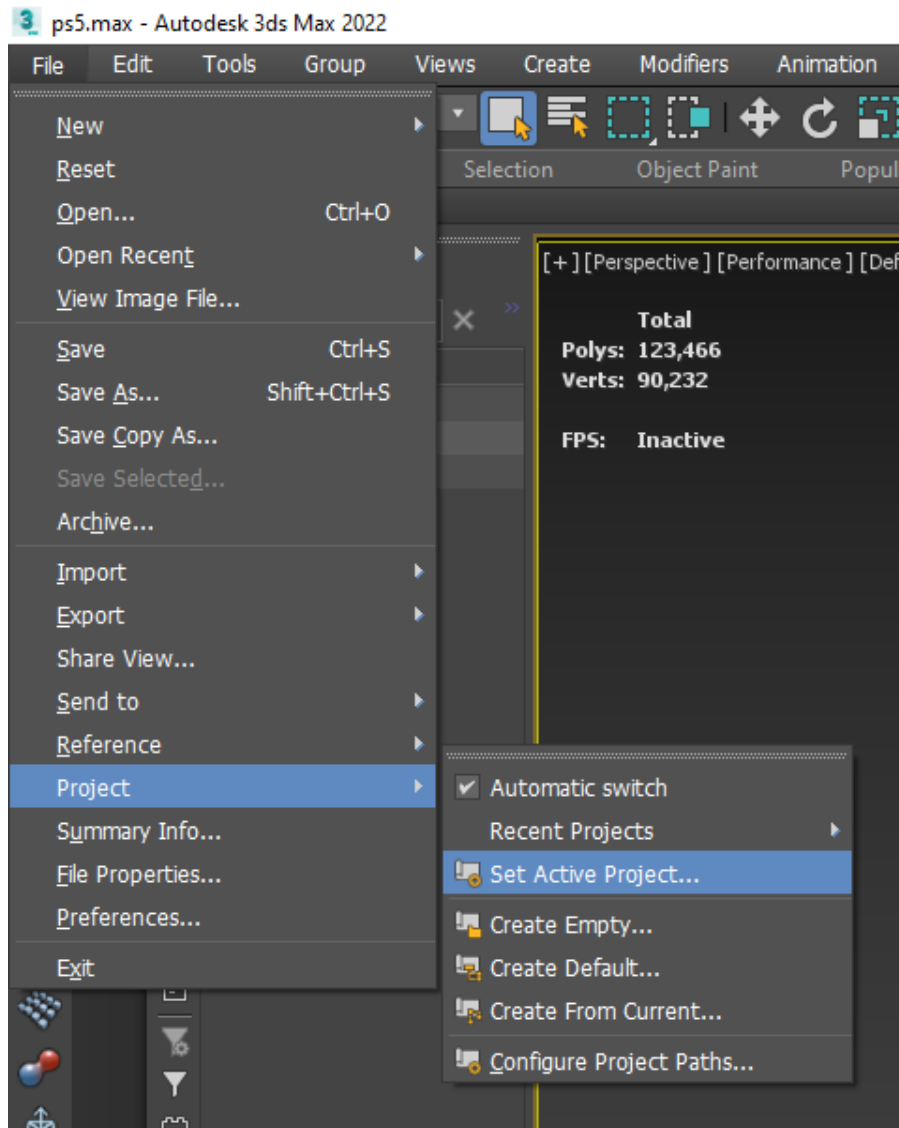 ps5.max - Autodesk 3ds Max 2022
File Edit Tools Group Views Create Modifiers Animation
Selection Object Paint Popul
New
Reset
Open... Ctrl+O
Open Recent
View Image File...
Save Ctrl+S
Save As... Shift+Ctrl+S
Save Copy As...
Save Selected...
Archive...
Import
Export
Share View...
Send to
Reference
Project
Summary Info...
File Properties...
Preferences...
Exit
Automatic switch
Recent Projects
Set Active Project...
Create Empty...
Create Default...
Create From Current...
Configure Project Paths...
[+] [Perspective] [Performance] [Def
Total
Polys: 123,466
Verts: 90,232
FPS: Inactive